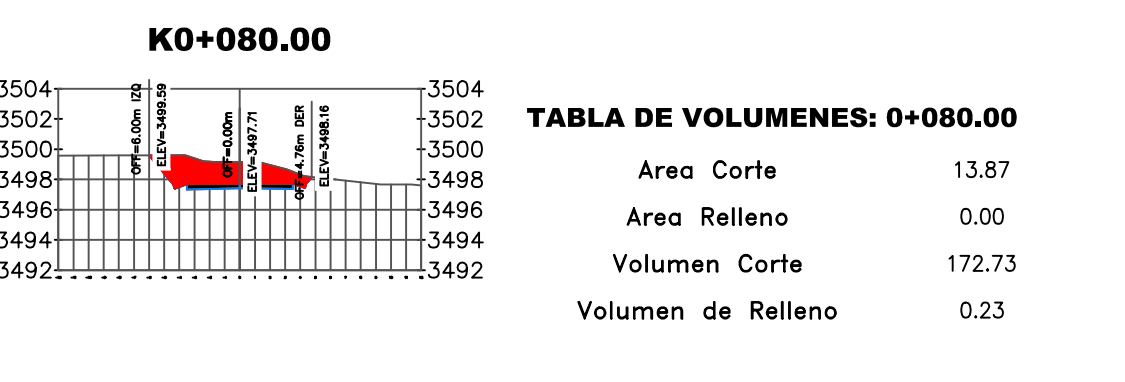 K0+080.00
3504
3502
3500
3498
3496
3494
3492
OFF=6.00m IZQ
ELEV=3499.59
OFF=0.00m
ELEV=3497.71
OFF=4.76m DER
ELEV=3498.16
3504
3502
3500
3498
3496
3494
3492
TABLA DE VOLUMENES: 0+080.00
Area Corte 13.87
Area Relleno 0.00
Volumen Corte 172.73
Volumen de Relleno 0.23